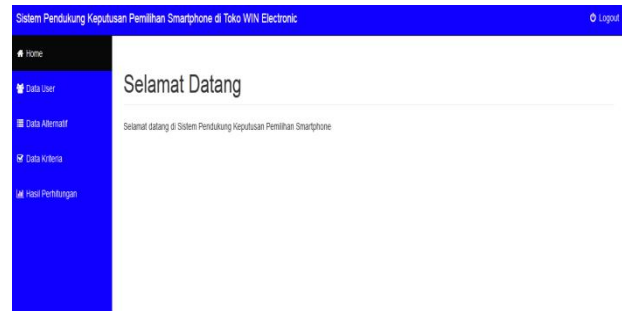 Sistem Pendukung Keputusan Pemilihan Smartphone di Toko WIN Electronic
Logout
Home
Data User
Data Alternatif
Data Kriteria
Hasil Perhitungan
Selamat Datang
Selamat datang di Sistem Pendukung Keputusan Pemilihan Smartphone